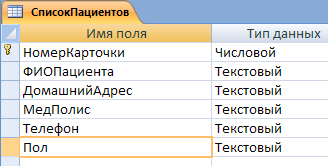 СписокПациентов
Имя поля Тип данных
НомерКарточки Числовой
ФИОПациента Текстовый
ДомашнийАдрес Текстовый
МедПолис Текстовый
Телефон Текстовый
Пол Текстовый